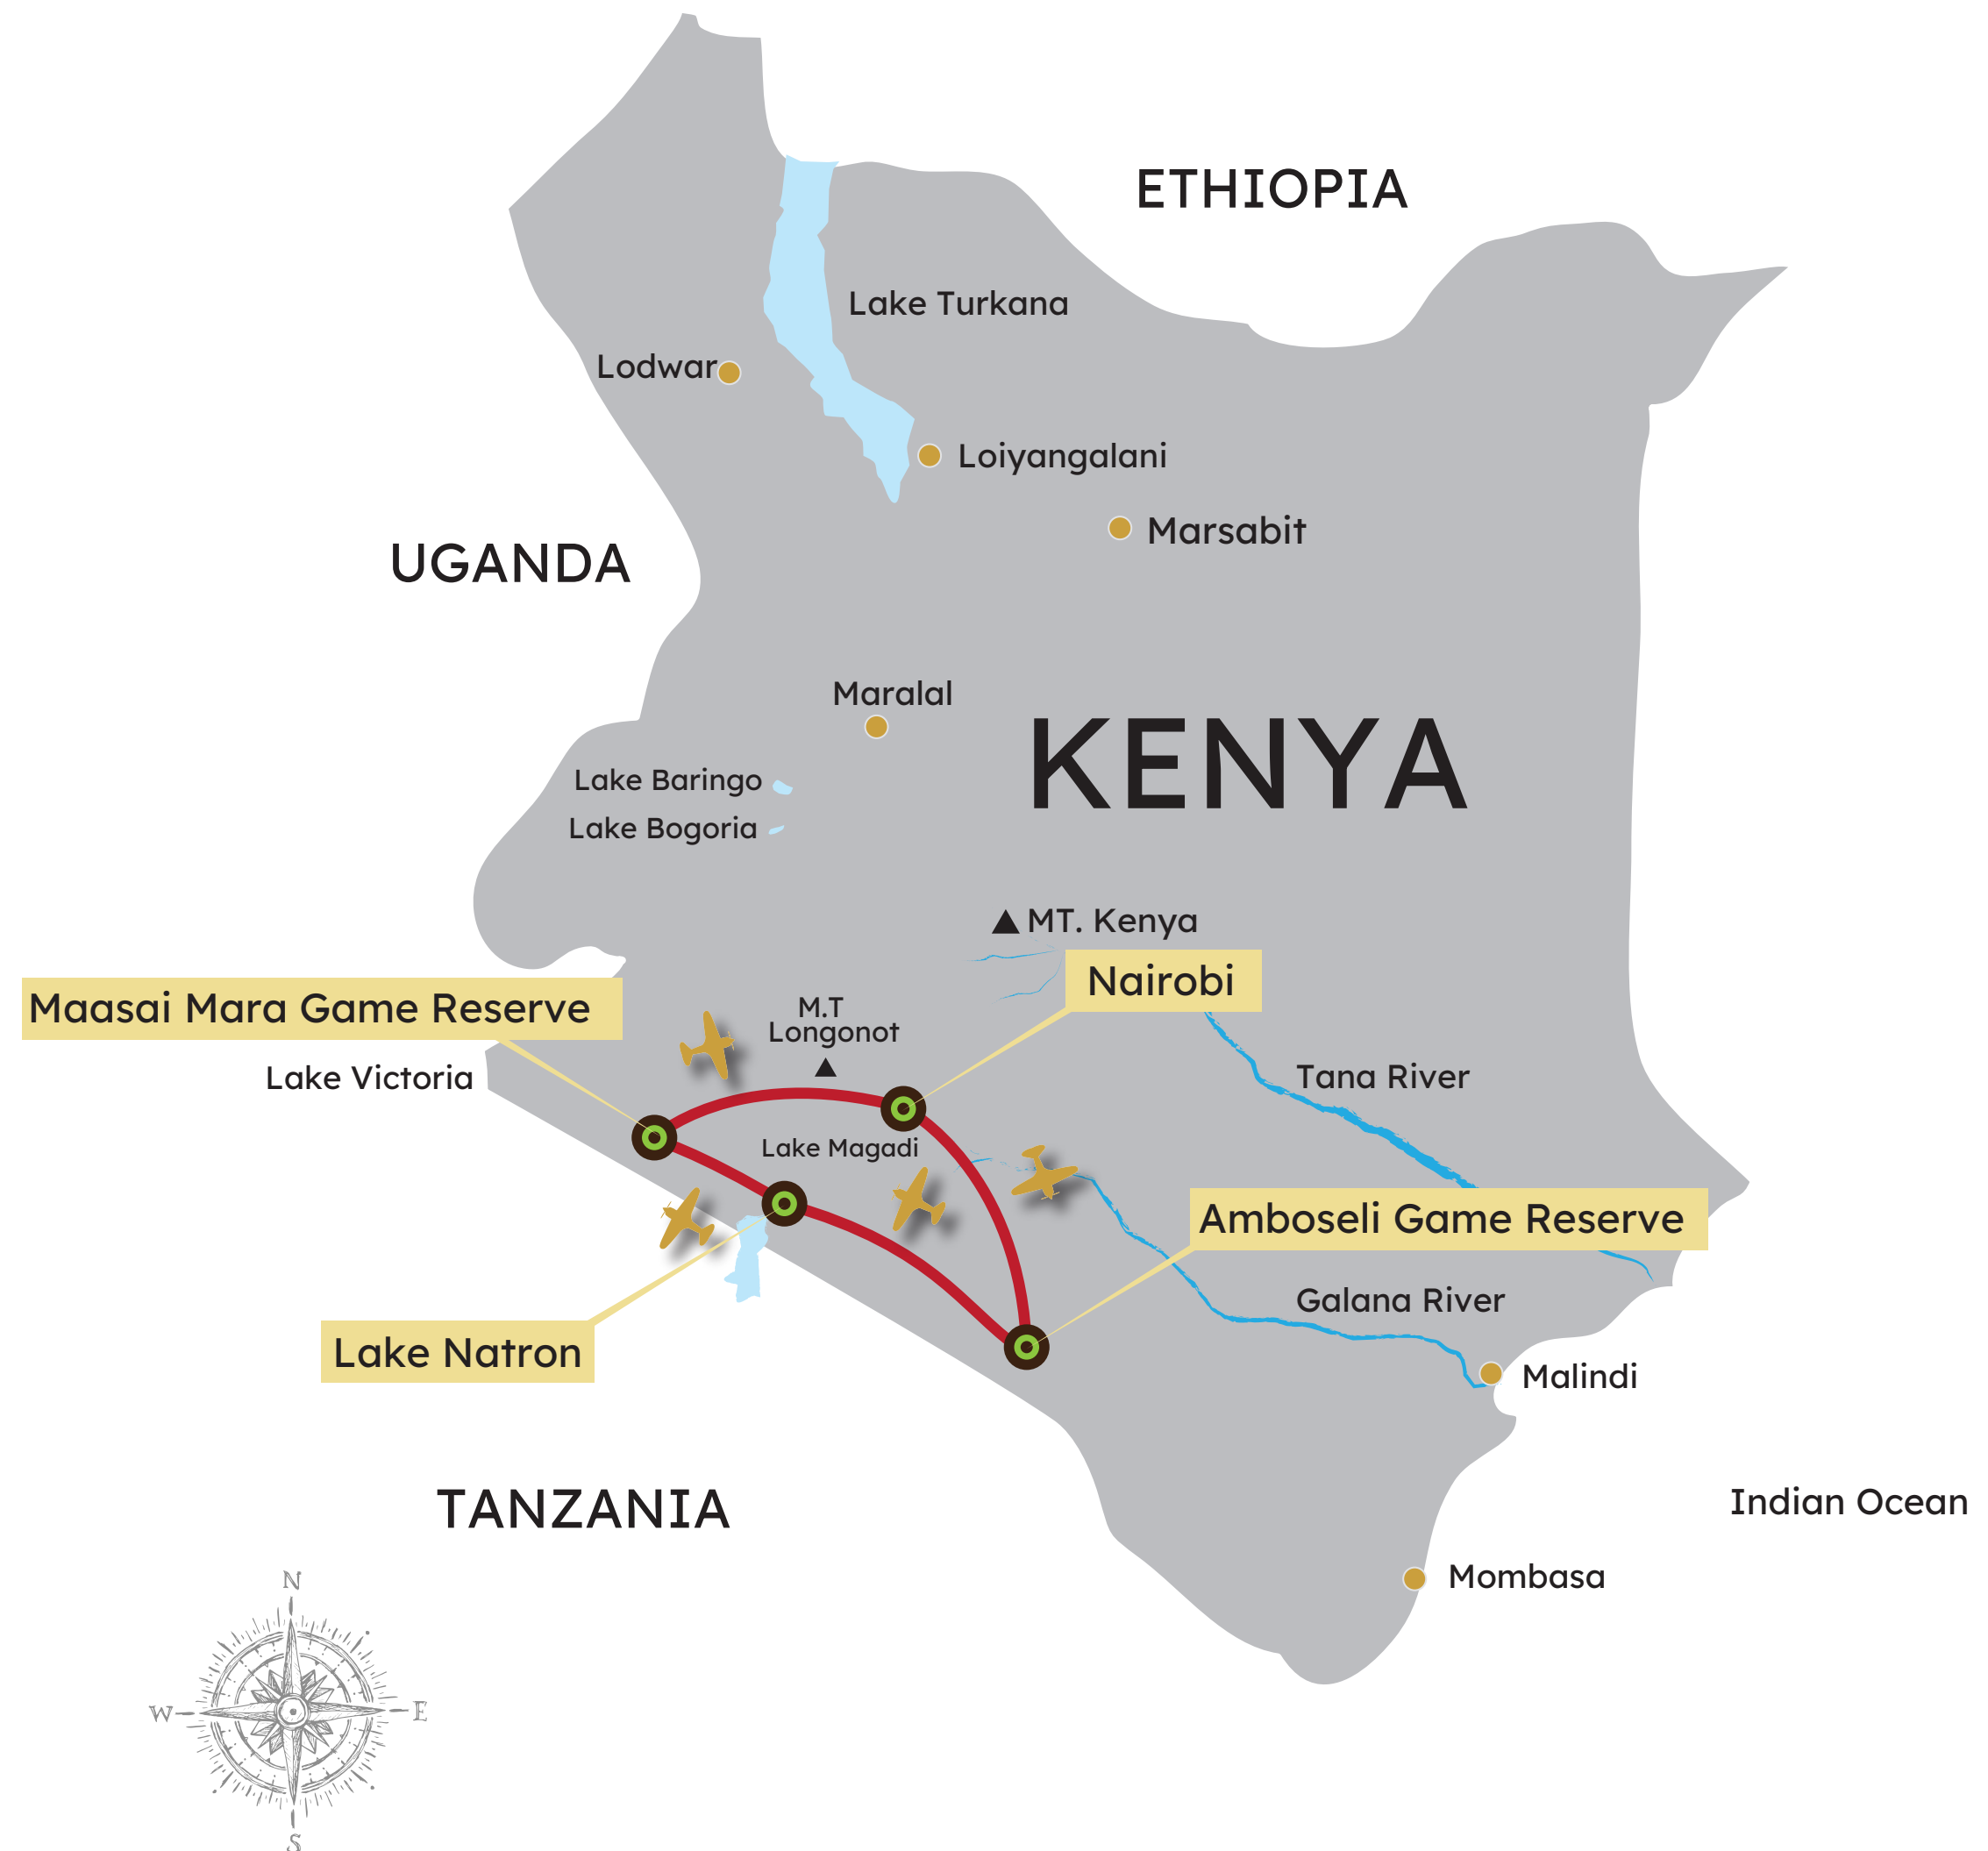 ETHIOPIA
Lake Turkana
Lodwar
Loiyangalani
Marsabit
UGANDA
Maralal
KENYA
Lake Baringo
Lake Bogoria
MT. Kenya
Nairobi
Maasai Mara Game Reserve
M.T
Longonot
Lake Victoria
Tana River
Lake Magadi
Amboseli Game Reserve
Galana River
Lake Natron
Malindi
TANZANIA
Indian Ocean
Mombasa
N
W
E
S